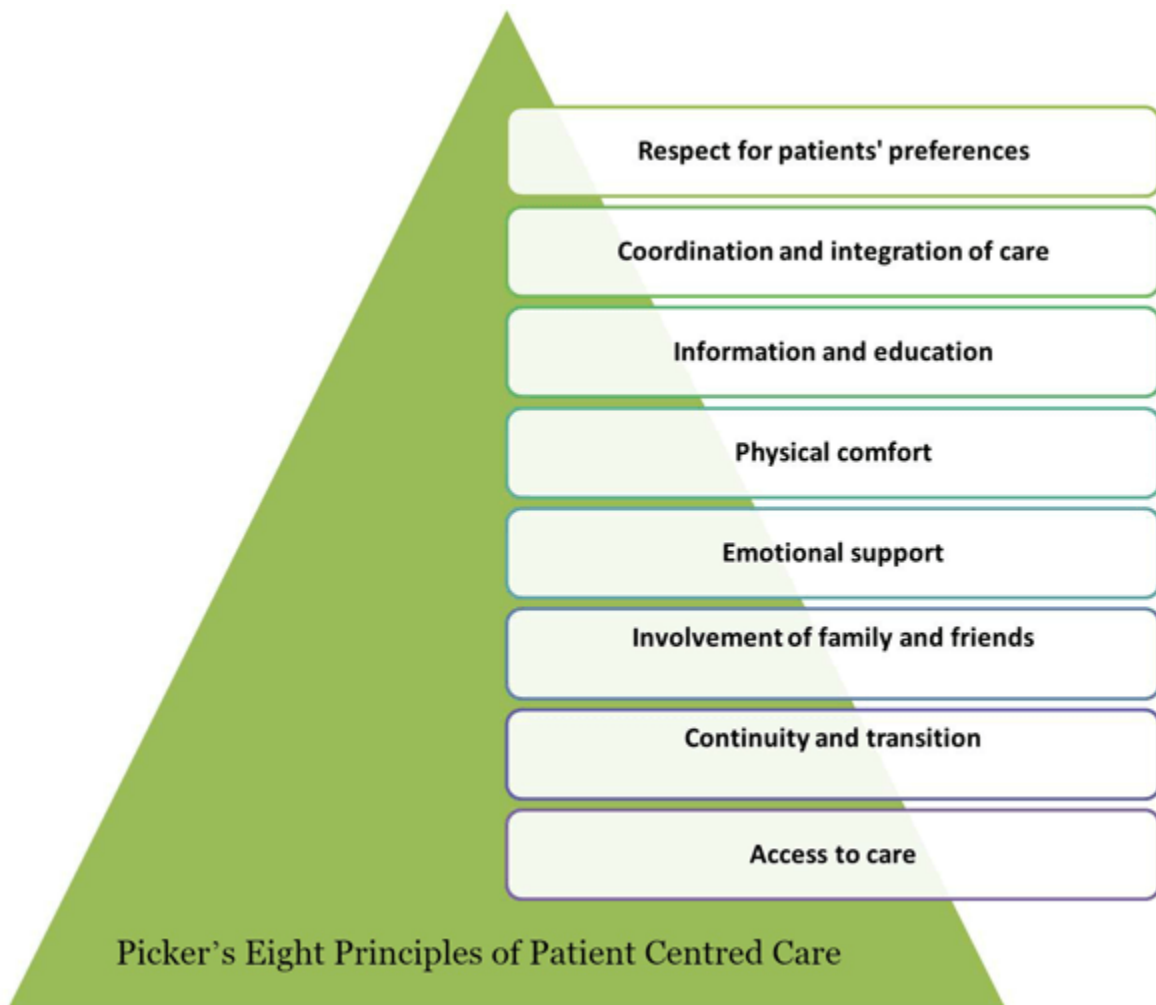 Respect for patients' preferences
Coordination and integration of care
Information and education
Physical comfort
Emotional support
Involvement of family and friends
Continuity and transition
Access to care
Picker’s Eight Principles of Patient Centred Care